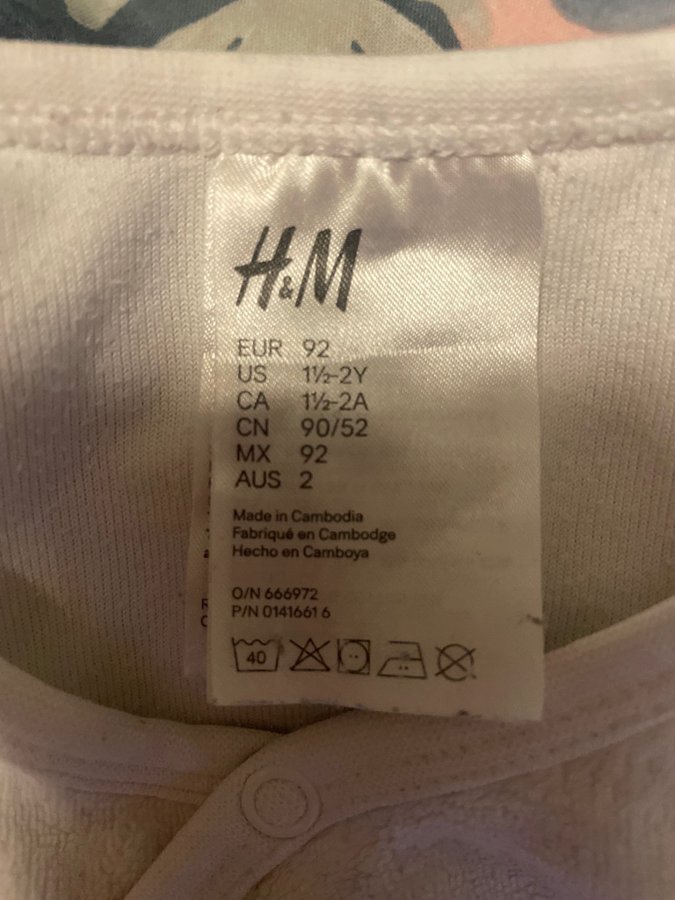 H&M
EUR 92
US 1½-2Y
CA 1½-2A
CN 90/52
MX 92
AUS 2
Made in Cambodia
Fabriqué en Cambodge
Hecho en Camboya
O/N 666972
P/N 0141661 6
40